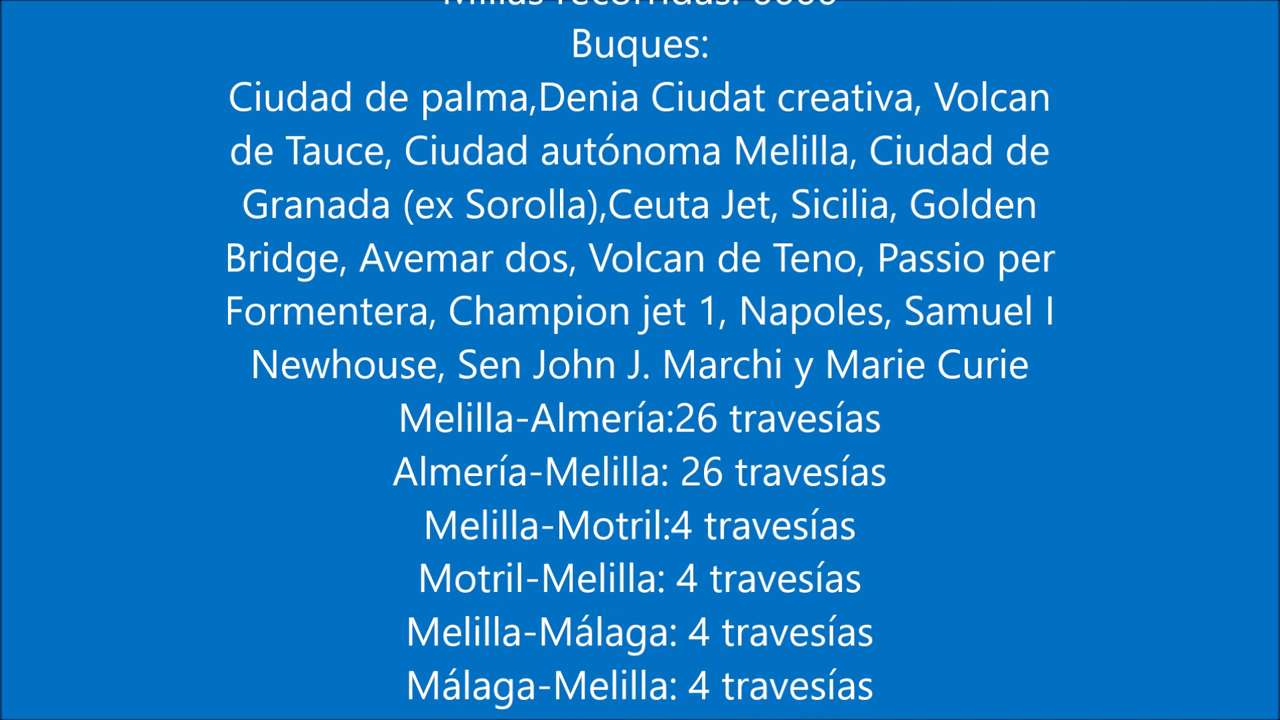 Millas recorridas:
Buques:
Ciudad de palma,Denia Ciudat creativa, Volcan
de Tauce, Ciudad autónoma Melilla, Ciudad de
Granada (ex Sorolla),Ceuta Jet, Sicilia, Golden
Bridge, Avemar dos, Volcan de Teno, Passio per
Formentera, Champion jet 1, Napoles, Samuel I
Newhouse, Sen John J. Marchi y Marie Curie
Melilla-Almería:26 travesías
Almería-Melilla: 26 travesías
Melilla-Motril:4 travesías
Motril-Melilla: 4 travesías
Melilla-Málaga: 4 travesías
Málaga-Melilla: 4 travesías